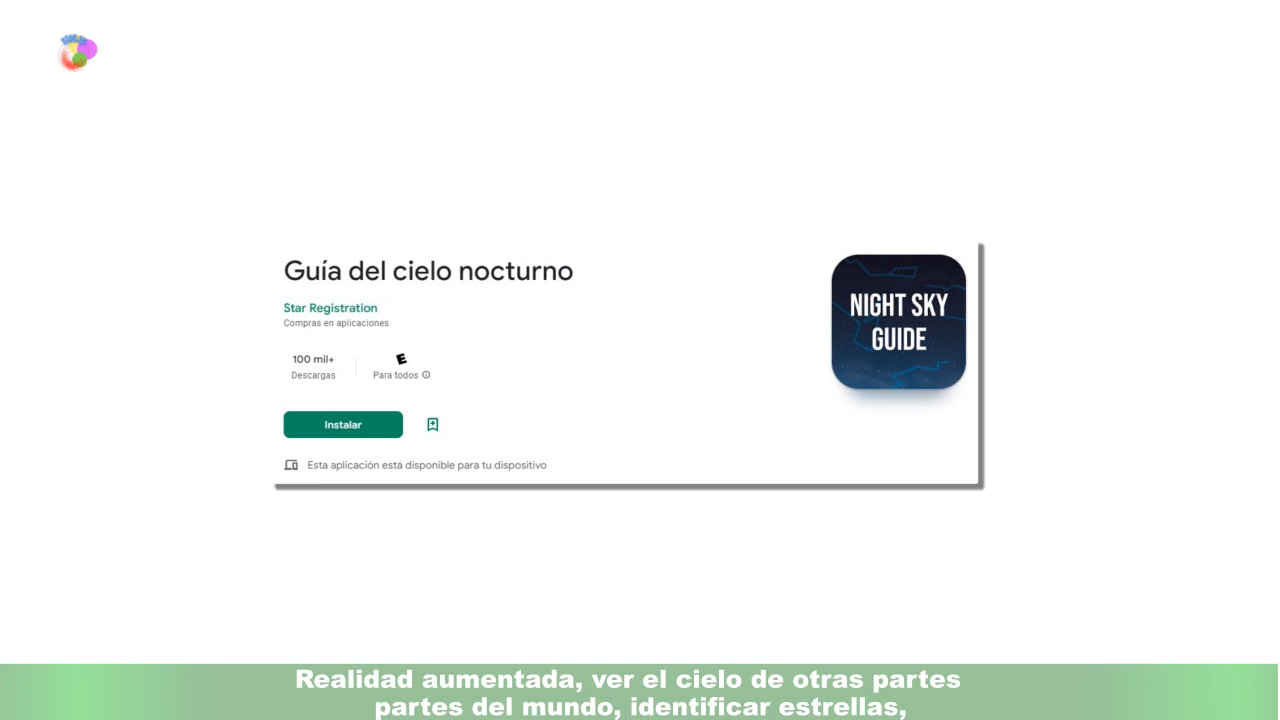 Guía del cielo nocturno
Star Registration
Compras en aplicaciones
100 mil+
Descargas
E
Para todos
Instalar
Esta aplicación está disponible para tu dispositivo
NIGHT SKY
GUIDE
Realidad aumentada, ver el cielo de otras partes
partes del mundo, identificar estrellas,